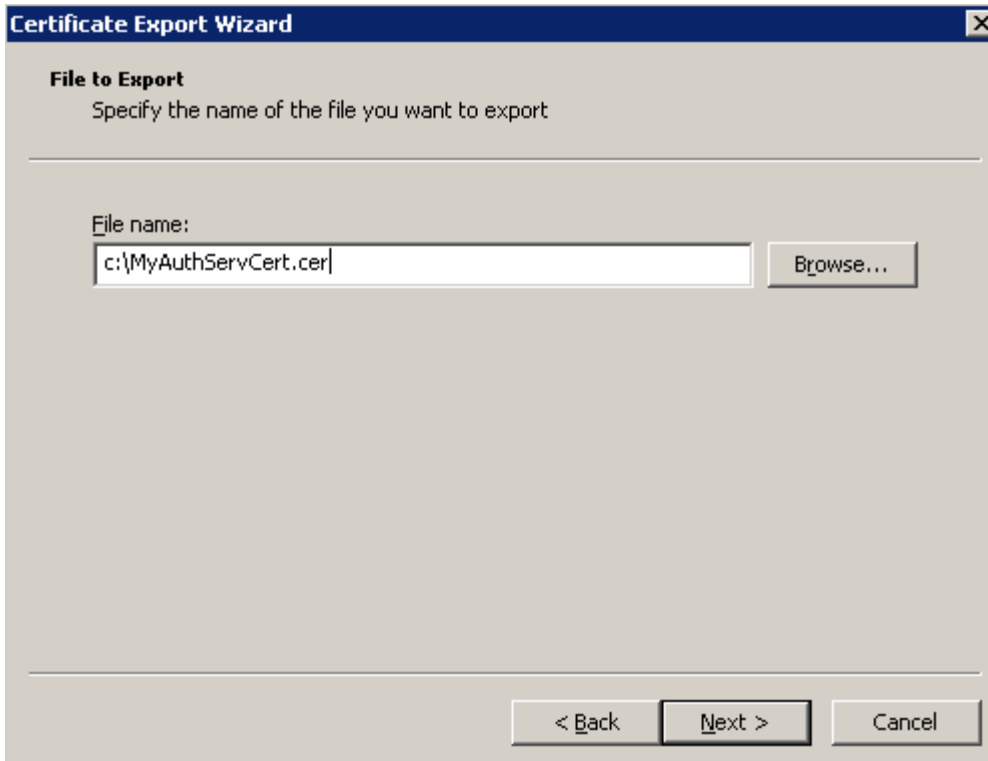 Certificate Export Wizard
File to Export
Specify the name of the file you want to export
File name:
c:\MyAuthServCert.cer
Browse...
< Back Next > Cancel